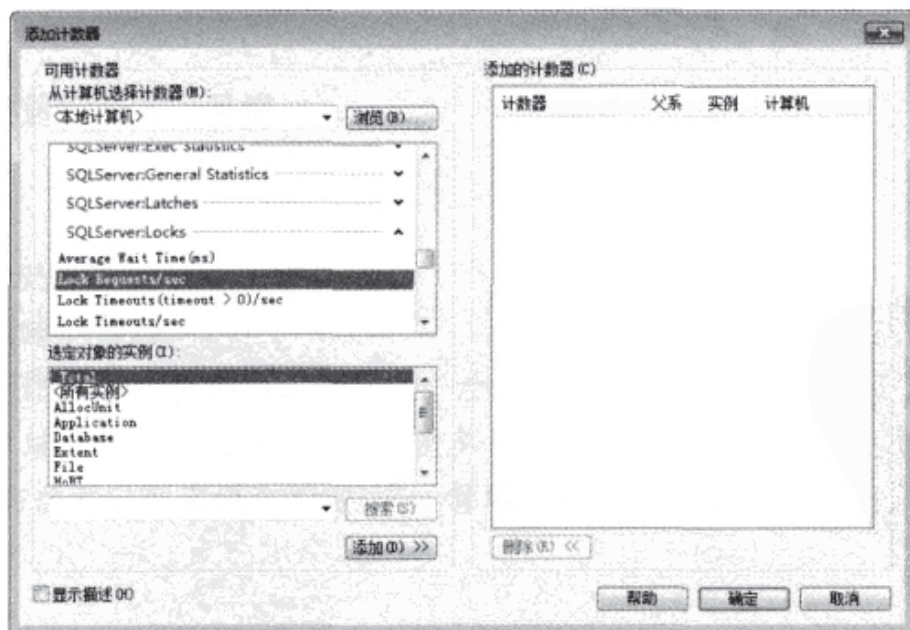 添加计数器
可用计数器
从计算机选择计数器(M):
<本地计算机>
浏览(B)...
SQLServer:Exec Statistics
SQLServer:General Statistics
SQLServer:Latches
SQLServer:Locks
Average Wait Time(ms)
Lock Requests/sec
Lock Timeouts(timeout > 0)/sec
Lock Timeouts/sec
选定对象的实例(I):
_Total
<所有实例>
AllocUnit
Application
Database
Extent
File
HoBT
搜索(S)
添加(D) >>
添加的计数器(C)
计数器 父系 实例 计算机
删除(R) <<
显示描述(H)
帮助 确定 取消